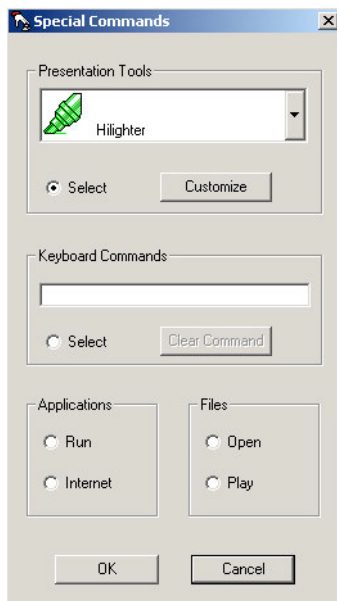 Special Commands
Presentation Tools
Hilighter
Select
Customize
Keyboard Commands
Select
Clear Command
Applications
Files
Run
Open
Internet
Play
OK
Cancel